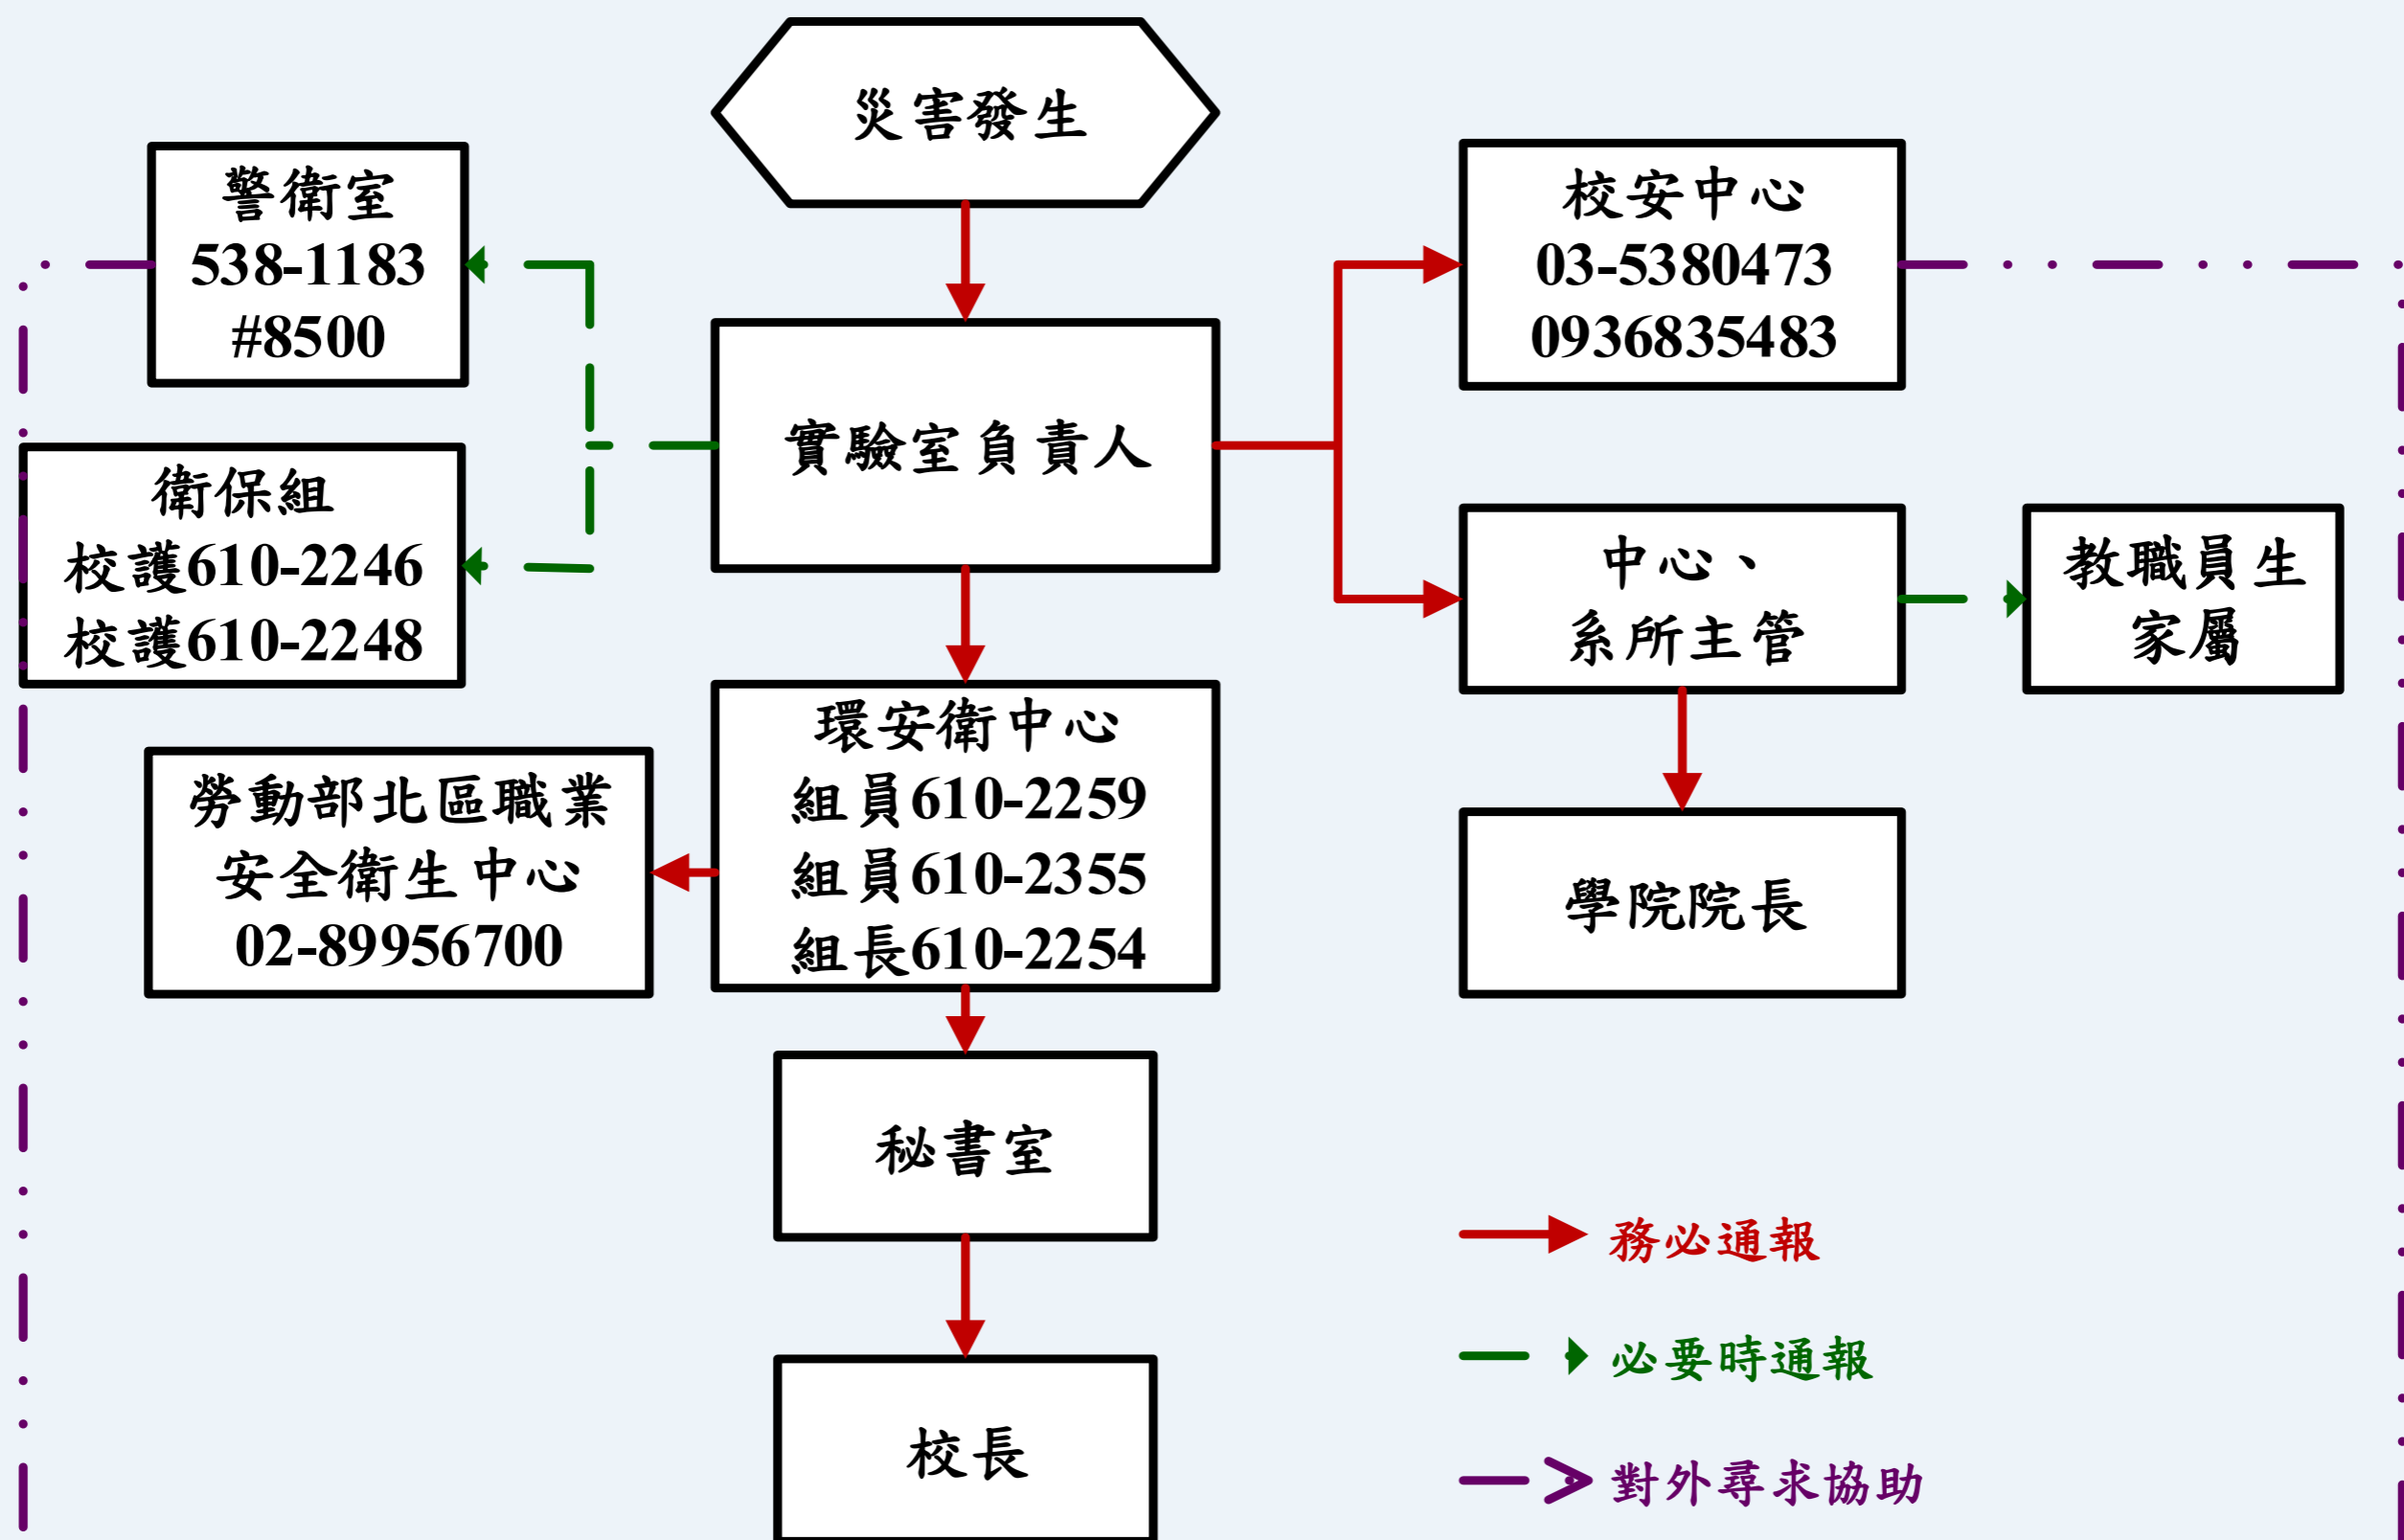 災害發生
警衛室
538-1183
#8500
校安中心
03-5380473
0936835483
實驗室負責人
衛保組
校護610-2246
校護610-2248
中心、
系所主管
教職員生
家屬
環安衛中心
組員610-2259
組員610-2355
組長610-2254
勞動部北區職業
安全衛生中心
02-89956700
學院院長
秘書室
校長
務必通報
必要時通報
對外尋求協助